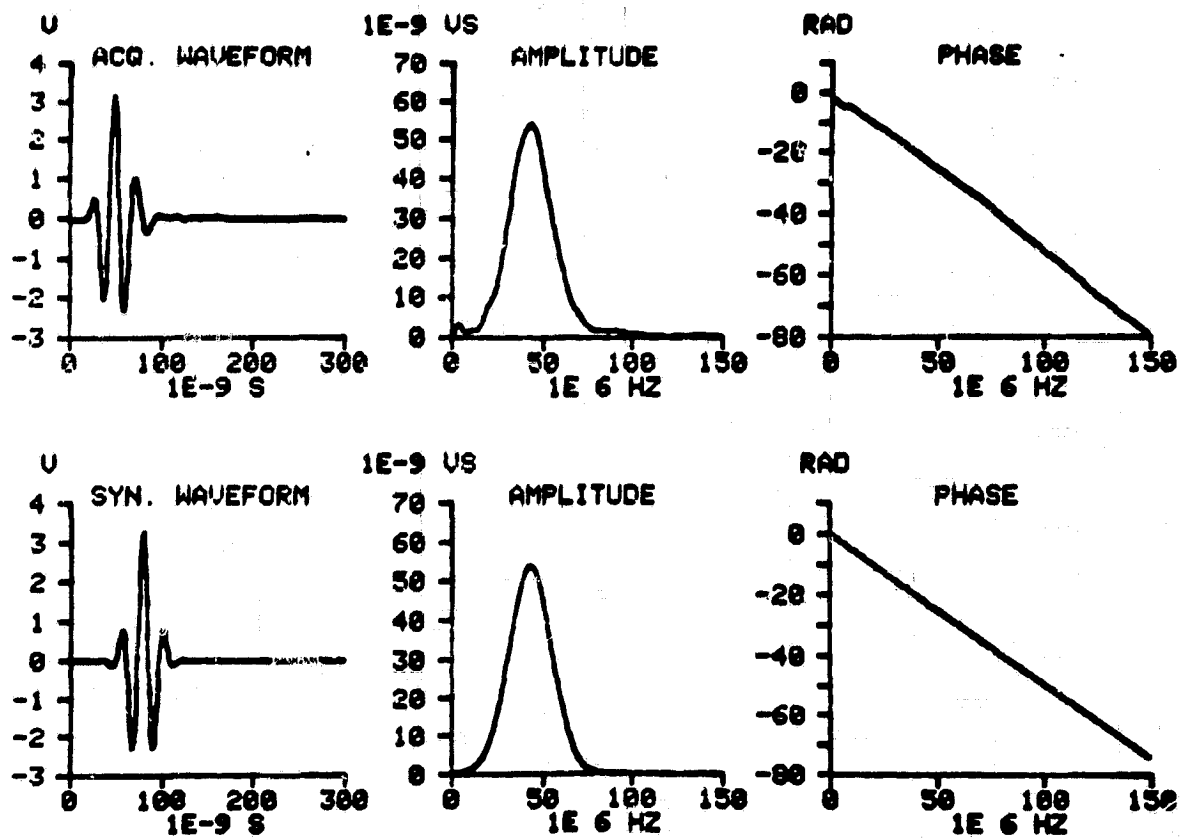 V 1E-9 VS RAD
ACQ. WAVEFORM AMPLITUDE PHASE
4 70
3 60 0
2 50
1 40 -20
0 30 -40
-1 20
-2 10 -60
-3 0 -80
0 100 200 300 0 50 100 150 0 50 100 150
1E-9 S 1E 6 HZ 1E 6 HZ
V 1E-9 VS RAD
SYN. WAVEFORM AMPLITUDE PHASE
4 70
3 60 0
2 50 -20
1 40
0 30 -40
-1 20
-2 10 -60
-3 0 -80
0 100 200 300 0 50 100 150 0 50 100 150
1E-9 S 1E 6 HZ 1E 6 HZ